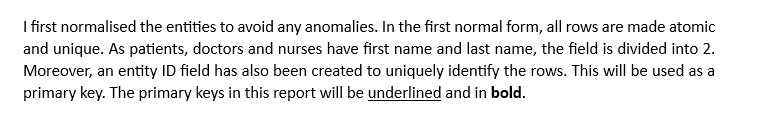 I first normalised the entities to avoid any anomalies. In the first normal form, all rows are made atomic
and unique. As patients, doctors and nurses have first name and last name, the field is divided into 2.
Moreover, an entity ID field has also been created to uniquely identify the rows. This will be used as a
primary key. The primary keys in this report will be underlined and in bold.